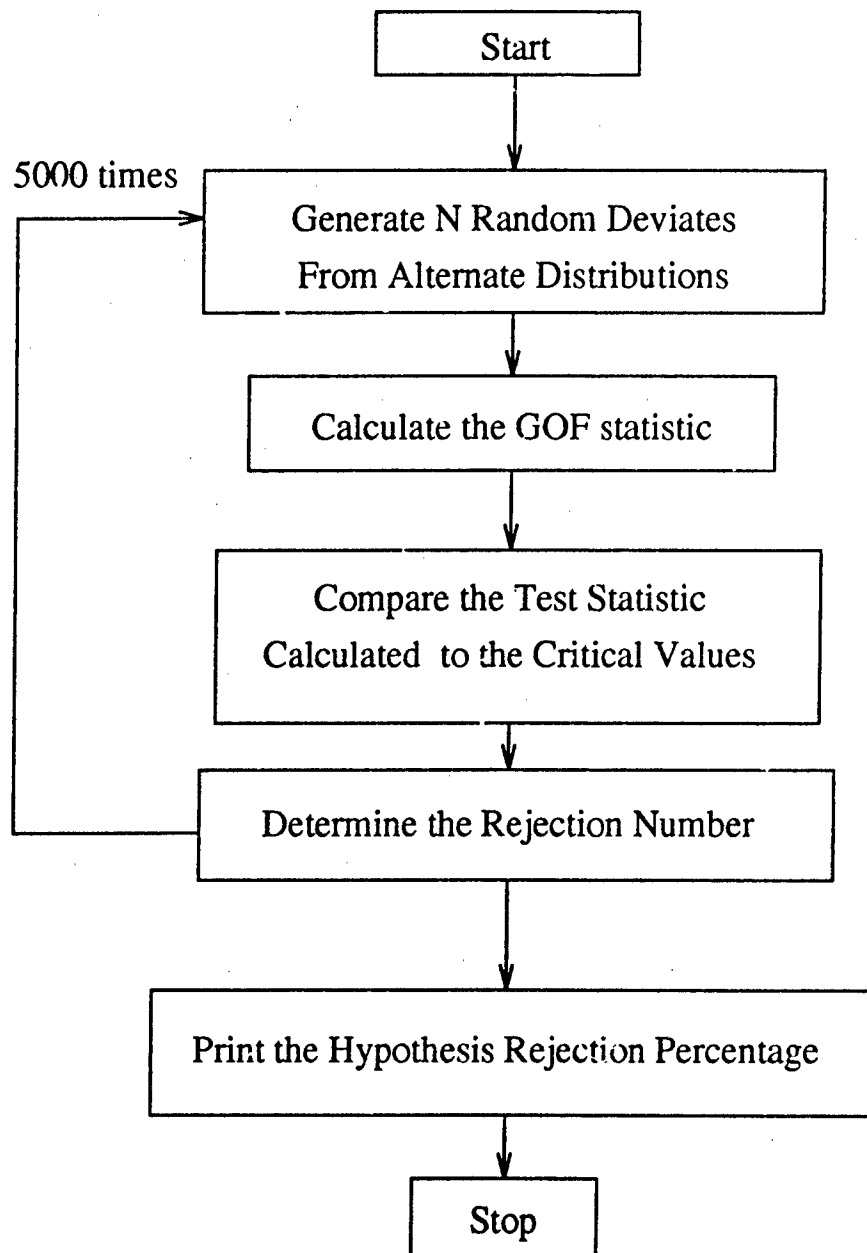 Start
5000 times
Generate N Random Deviates
From Alternate Distributions
Calculate the GOF statistic
Compare the Test Statistic
Calculated to the Critical Values
Determine the Rejection Number
Print the Hypothesis Rejection Percentage
Stop